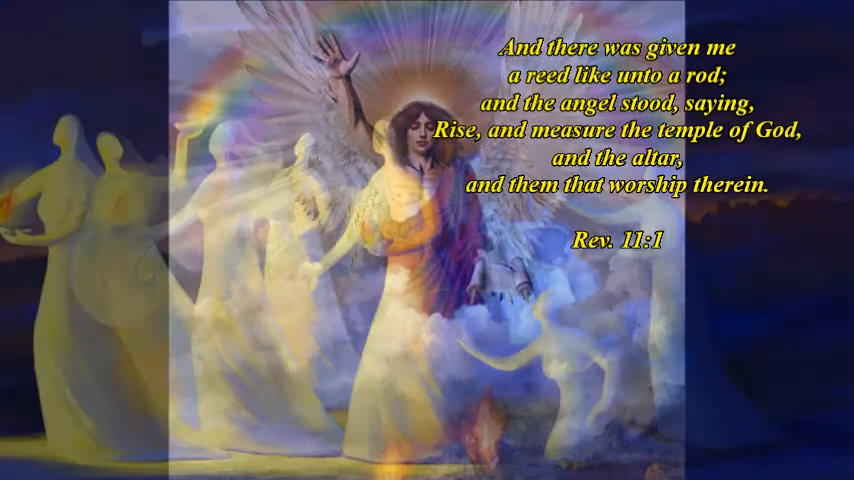 And there was given me
a reed like unto a rod;
and the angel stood, saying,
Rise, and measure the temple of God,
and the altar,
and them that worship therein.
Rev. 11:1